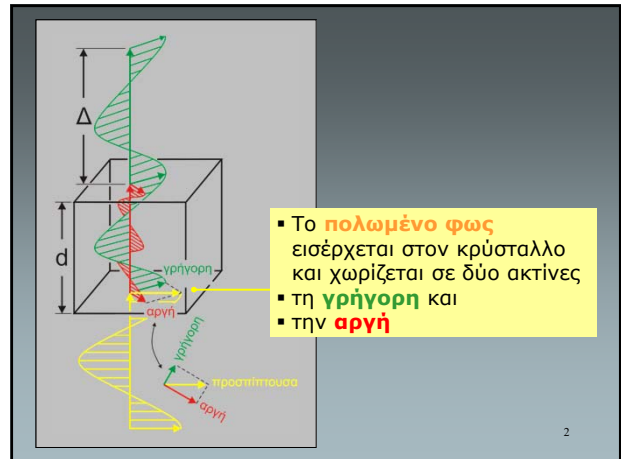 Δ
d
γρήγορη
αργή
γρήγορη
προσπίπτουσα
αργή
▪ Το πολωμένο φως
εισέρχεται στον κρύσταλλο
και χωρίζεται σε δύο ακτίνες
▪ τη γρήγορη και
▪ την αργή
2